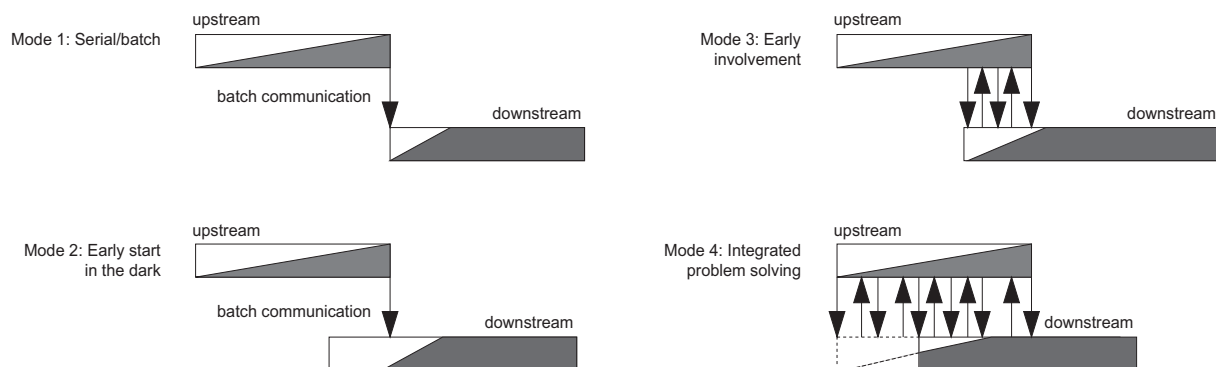 upstream
Mode 1: Serial/batch
batch communication
downstream
upstream
Mode 3: Early
involvement
downstream
upstream
Mode 2: Early start
in the dark
batch communication
downstream
upstream
Mode 4: Integrated
problem solving
downstream